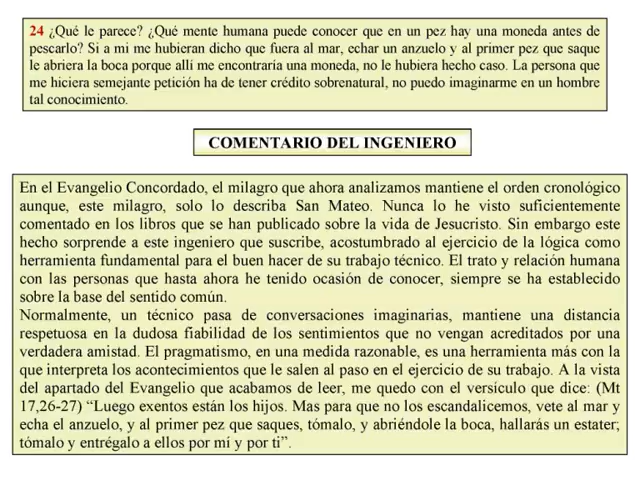 24 ¿Qué le parece? ¿Qué mente humana puede conocer que en un pez hay una moneda antes de
pescarlo? Si a mi me hubieran dicho que fuera al mar, echar un anzuelo y al primer pez que saque
le abriera la boca porque allí me encontraría una moneda, no le hubiera hecho caso. La persona que
me hiciera semejante petición ha de tener crédito sobrenatural, no puedo imaginarme en un hombre
tal conocimiento.
COMENTARIO DEL INGENIERO
En el Evangelio Concordado, el milagro que ahora analizamos mantiene el orden cronológico
aunque, este milagro, solo lo describa San Mateo. Nunca lo he visto suficientemente
comentado en los libros que se han publicado sobre la vida de Jesucristo. Sin embargo este
hecho sorprende a este ingeniero que suscribe, acostumbrado al ejercicio de la lógica como
herramienta fundamental para el buen hacer de su trabajo técnico. El trato y relación humana
con las personas que hasta ahora he tenido ocasión de conocer, siempre se ha establecido
sobre la base del sentido común.
Normalmente, un técnico pasa de conversaciones imaginarias, mantiene una distancia
respetuosa en la dudosa fiabilidad de los sentimientos que no vengan acreditados por una
verdadera amistad. El pragmatismo, en una medida razonable, es una herramienta más con la
que interpreta los acontecimientos que le salen al paso en el ejercicio de su trabajo. A la vista
del apartado del Evangelio que acabamos de leer, me quedo con el versículo que dice: (Mt
17,26-27) “Luego exentos están los hijos. Mas para que no los escandalicemos, vete al mar y
echa el anzuelo, y al primer pez que saques, tómalo, y abriéndole la boca, hallarás un estater;
tómalo y entrégalo a ellos por mí y por ti”.